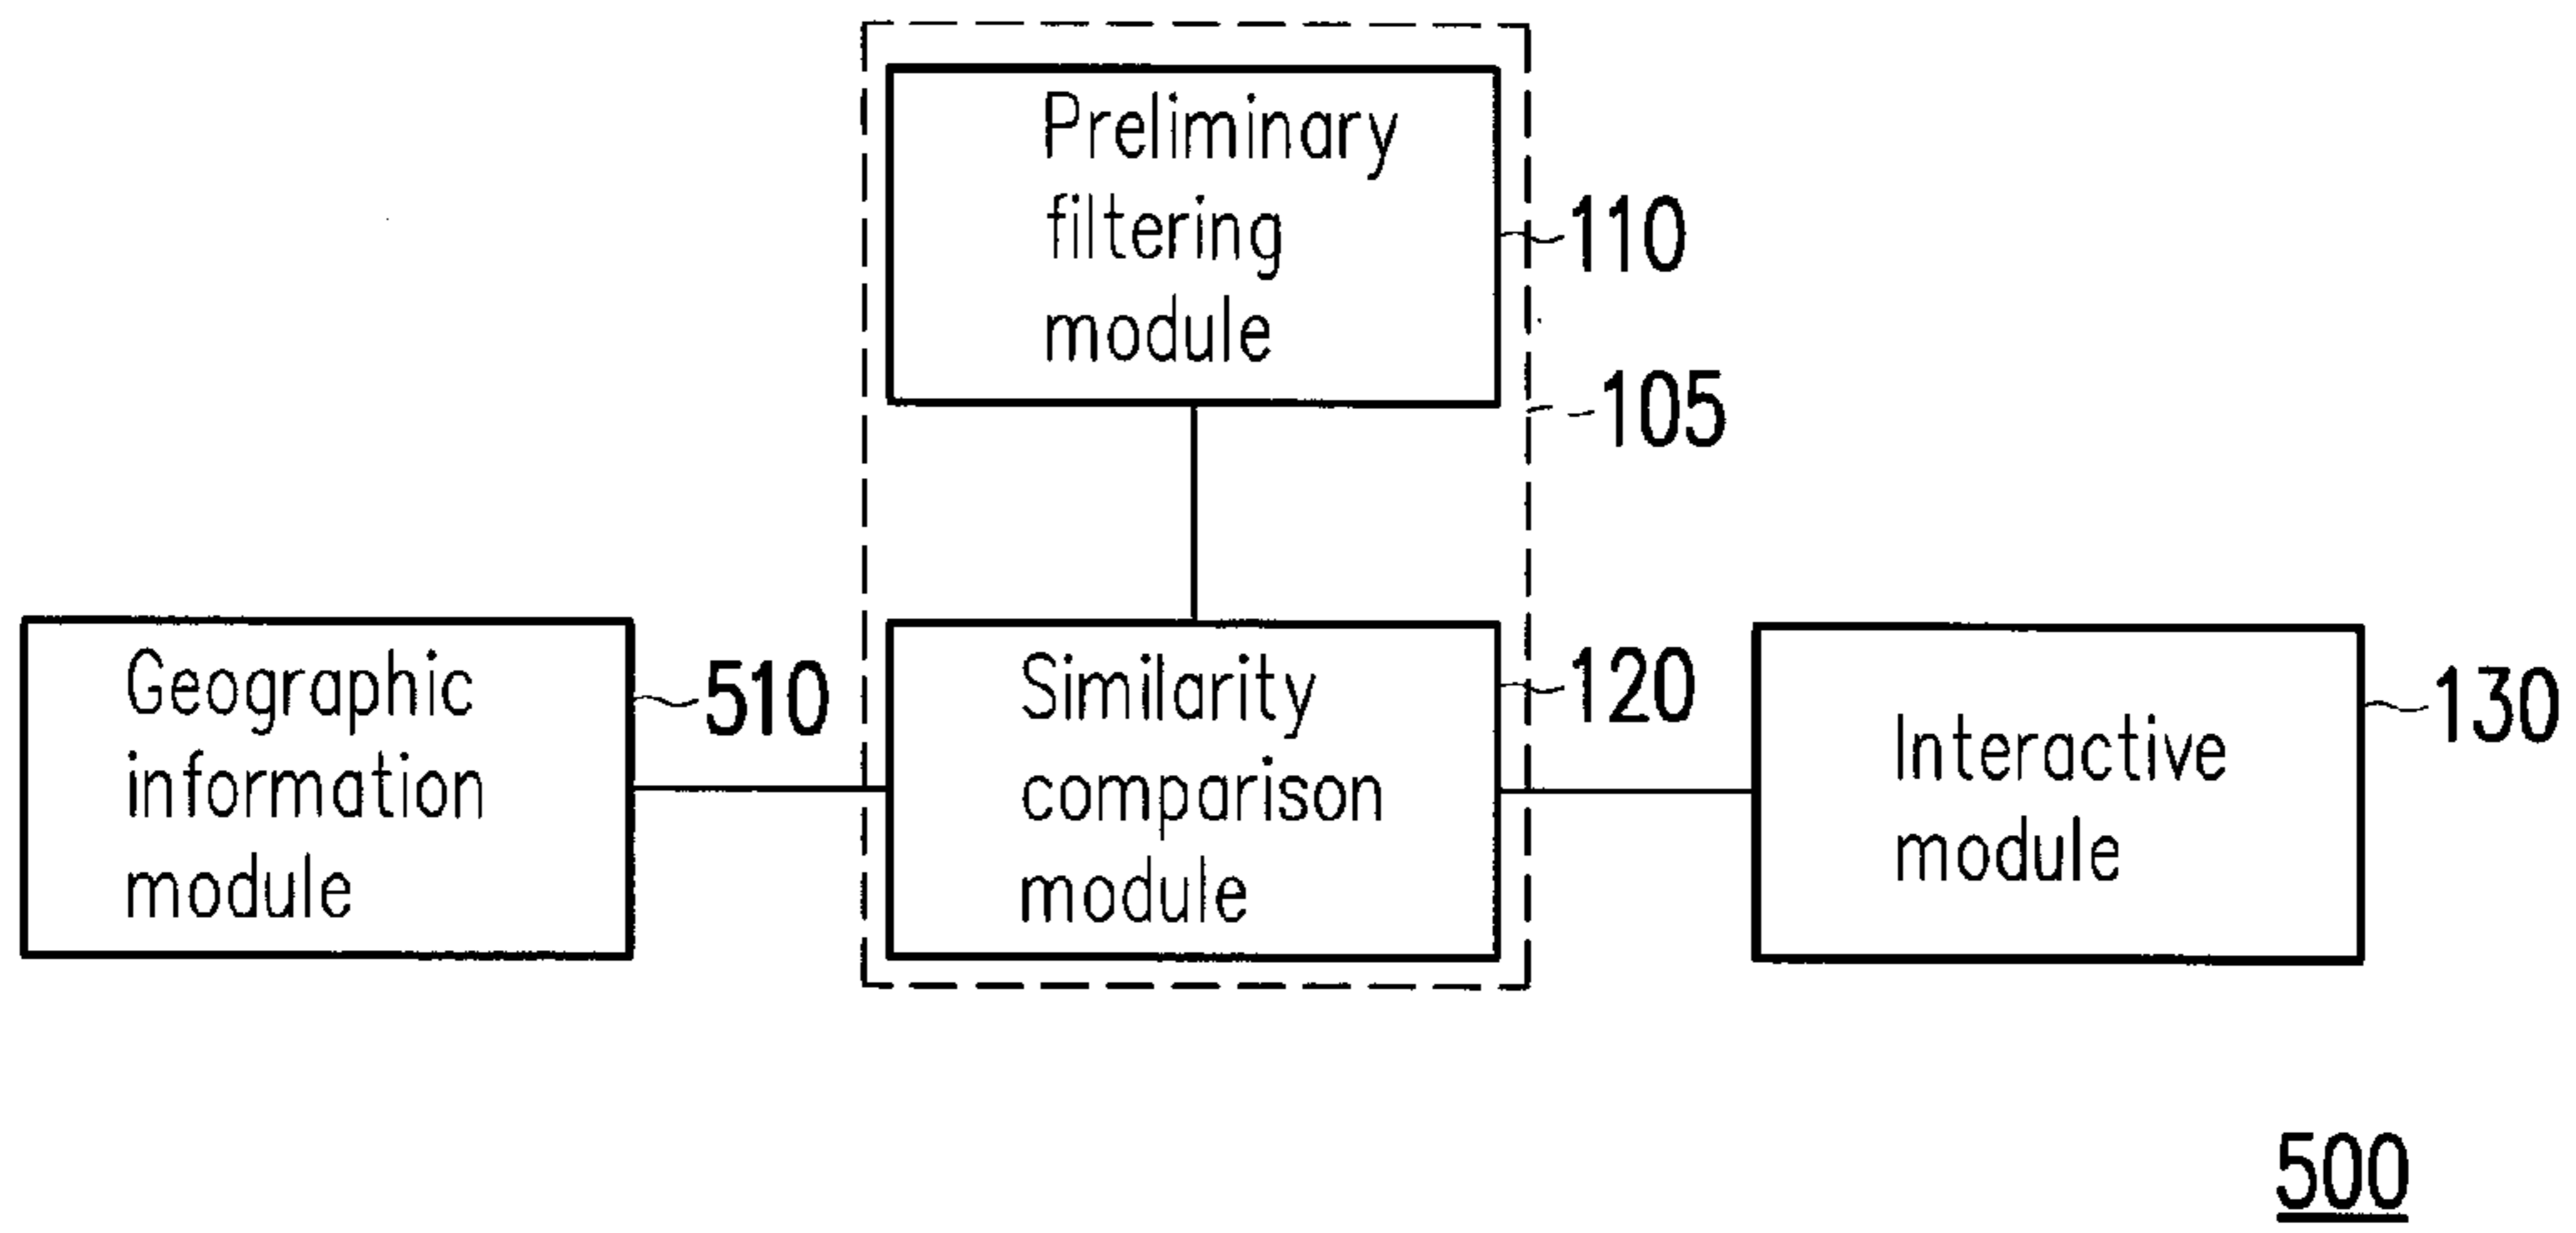 Preliminary
filtering
module
110
105
Geographic
information
module
510
Similarity
comparison
module
120
Interactive
module
130
500